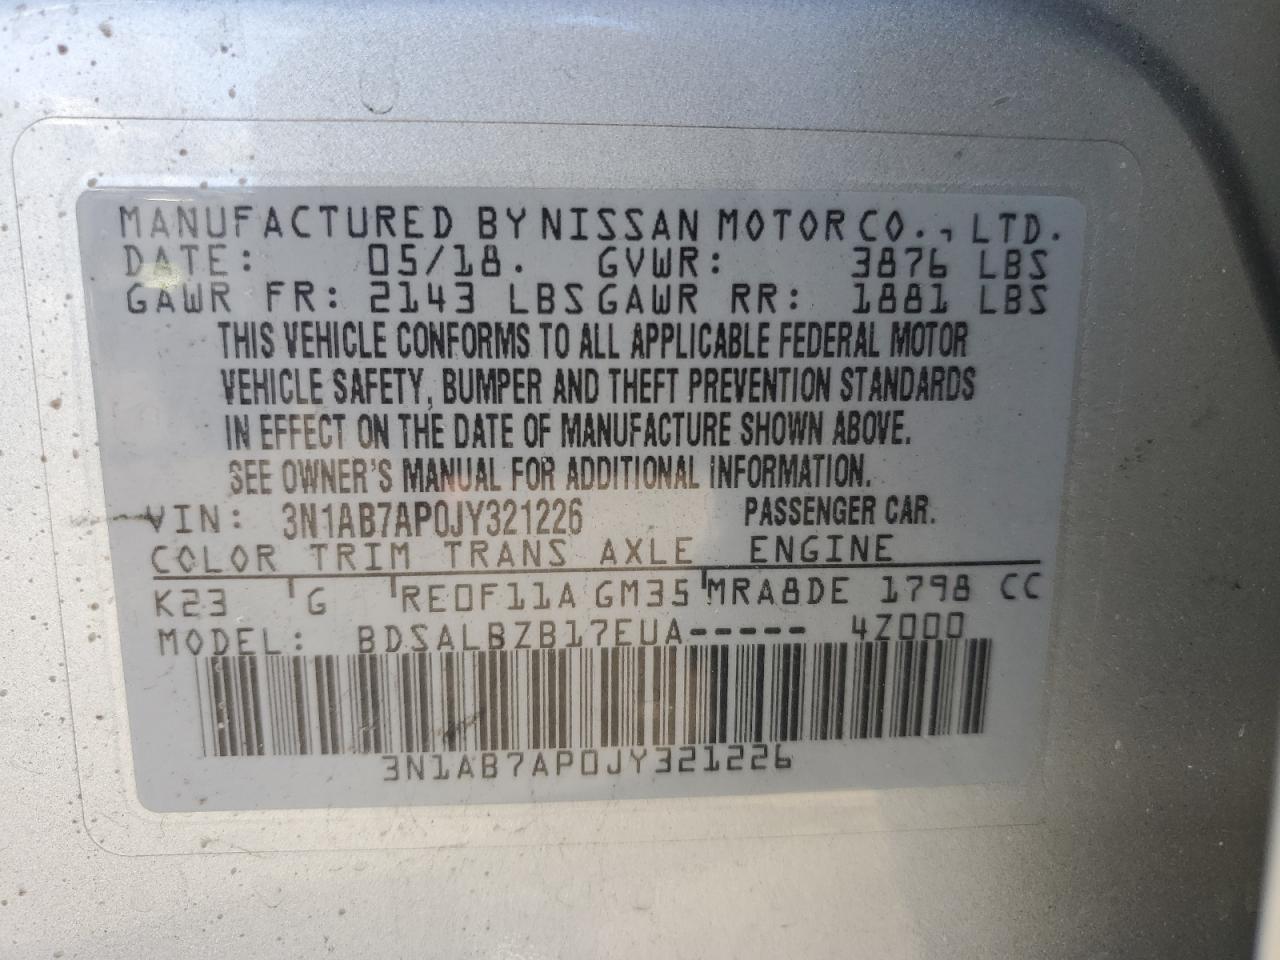 MANUFACTURED BY NISSAN MOTOR CO., LTD.
DATE: 05/18. GVWR: 3876 LBS
GAWR FR: 2143 LBS GAWR RR: 1881 LBS
THIS VEHICLE CONFORMS TO ALL APPLICABLE FEDERAL MOTOR
VEHICLE SAFETY, BUMPER AND THEFT PREVENTION STANDARDS
IN EFFECT ON THE DATE OF MANUFACTURE SHOWN ABOVE.
SEE OWNER'S MANUAL FOR ADDITIONAL INFORMATION.
VIN: 3N1AB7AP0JY321226 PASSENGER CAR.
COLOR TRIM TRANS AXLE ENGINE
K23 G RE0F11A GM35 MRA8DE 1798 CC
MODEL: BDSALBZB17EUA----- 4Z000
3N1AB7AP0JY321226